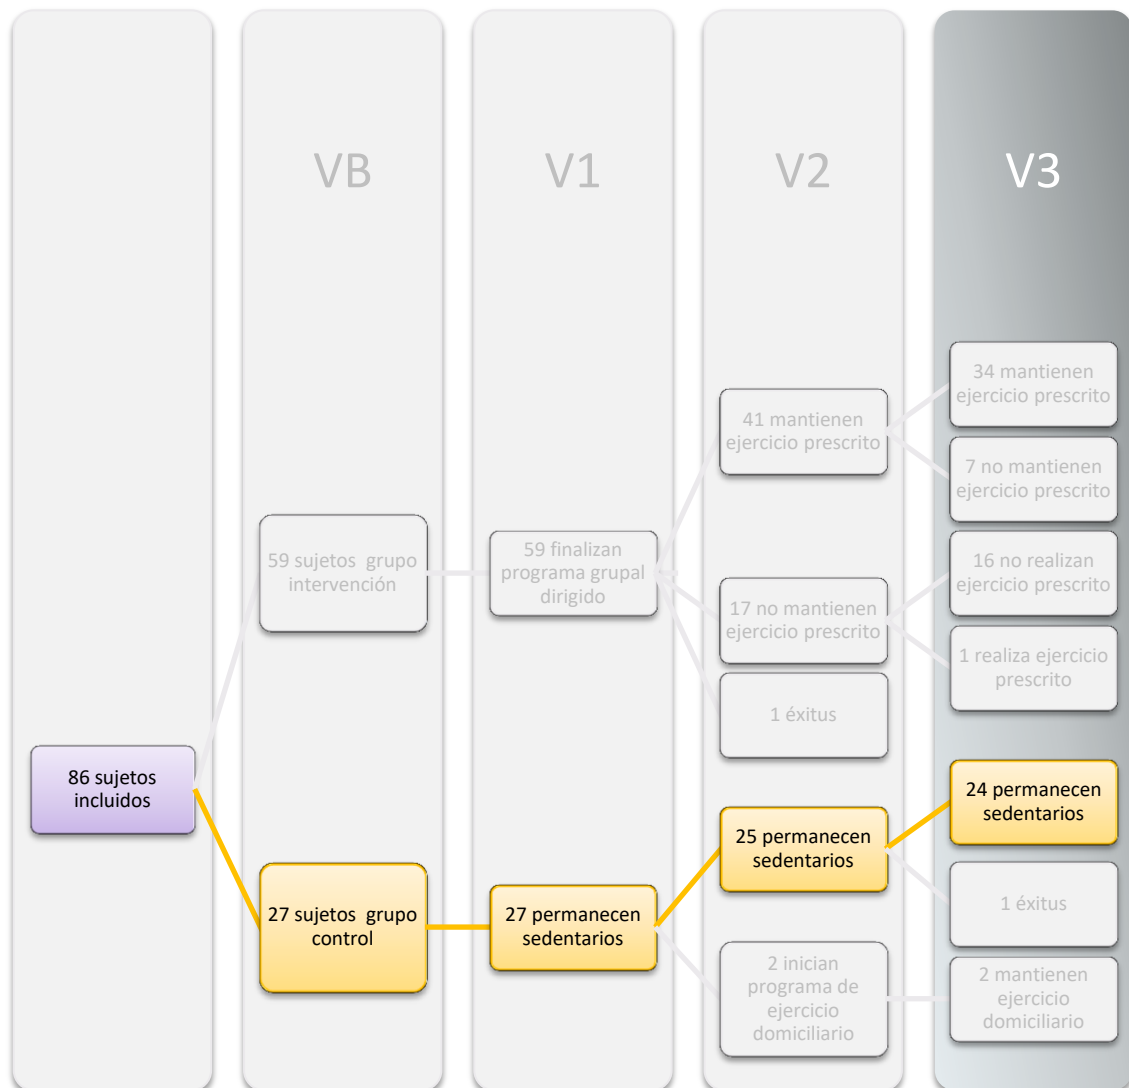 VB
V1
V2
V3
86 sujetos
incluidos
59 sujetos grupo
intervención
27 sujetos grupo
control
59 finalizan
programa grupal
dirigido
27 permanecen
sedentarios
41 mantienen
ejercicio prescrito
17 no mantienen
ejercicio prescrito
1 éxitus
25 permanecen
sedentarios
2 inician
programa de
ejercicio
domiciliario
34 mantienen
ejercicio prescrito
7 no mantienen
ejercicio prescrito
16 no realizan
ejercicio prescrito
1 realiza ejercicio
prescrito
24 permanecen
sedentarios
1 éxitus
2 mantienen
ejercicio
domiciliario